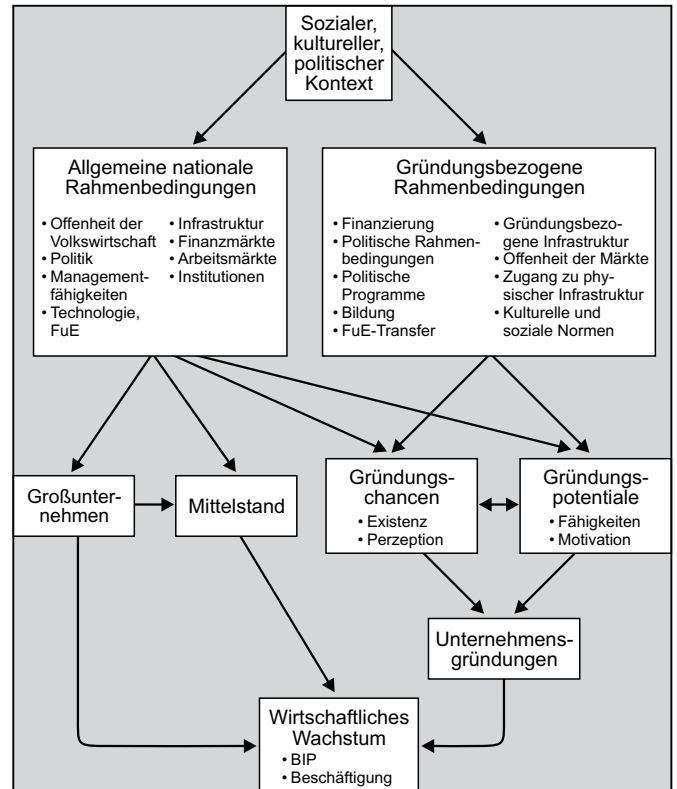 Sozialer,
kultureller,
politischer
Kontext
Allgemeine nationale
Rahmenbedingungen
• Offenheit der
Volkswirtschaft
• Politik
• Management-
fähigkeiten
• Technologie,
FuE
• Infrastruktur
• Finanzmärkte
• Arbeitsmärkte
• Institutionen
Gründungsbezogene
Rahmenbedingungen
• Finanzierung
• Politische Rahmen-
bedingungen
• Politische
Programme
• Bildung
• FuE-Transfer
• Gründungsbezo-
gene Infrastruktur
• Offenheit der Märkte
• Zugang zu phy-
sischer Infrastruktur
• Kulturelle und
soziale Normen
Großunter-
nehmen
Mittelstand
Gründungs-
chancen
• Existenz
• Perzeption
Gründungs-
potentiale
• Fähigkeiten
• Motivation
Unternehmens-
gründungen
Wirtschaftliches
Wachstum
• BIP
• Beschäftigung